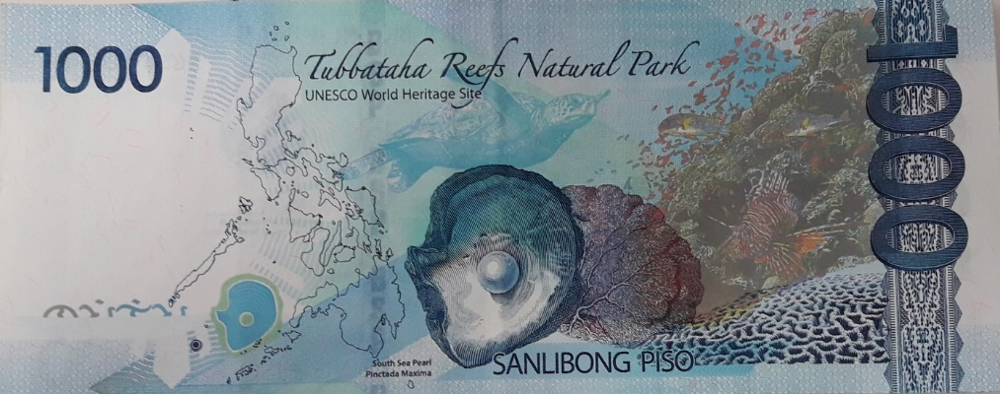 1000
Tubbataha Reefs Natural Park
UNESCO World Heritage Site
1000
South Sea Pearl
Pinctada Maxima
SANLIBONG PISO